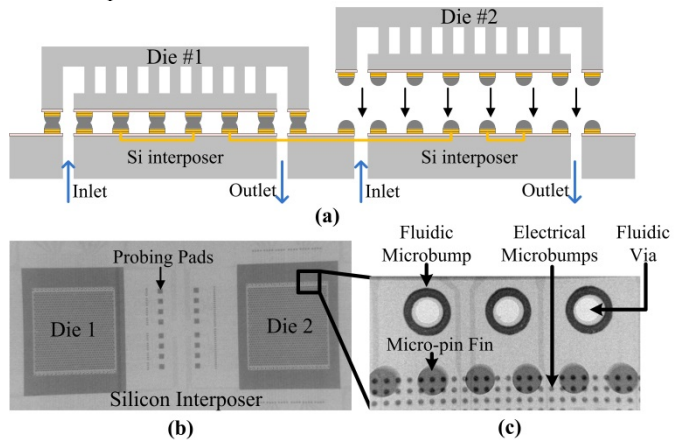 Die #1
Die #2
Si interposer
Si interposer
Inlet
Outlet
Inlet
Outlet
(a)
Probing Pads
Die 1
Die 2
Silicon Interposer
(b)
Fluidic
Microbump
Electrical
Microbumps
Fluidic
Via
Micro-pin Fin
(c)